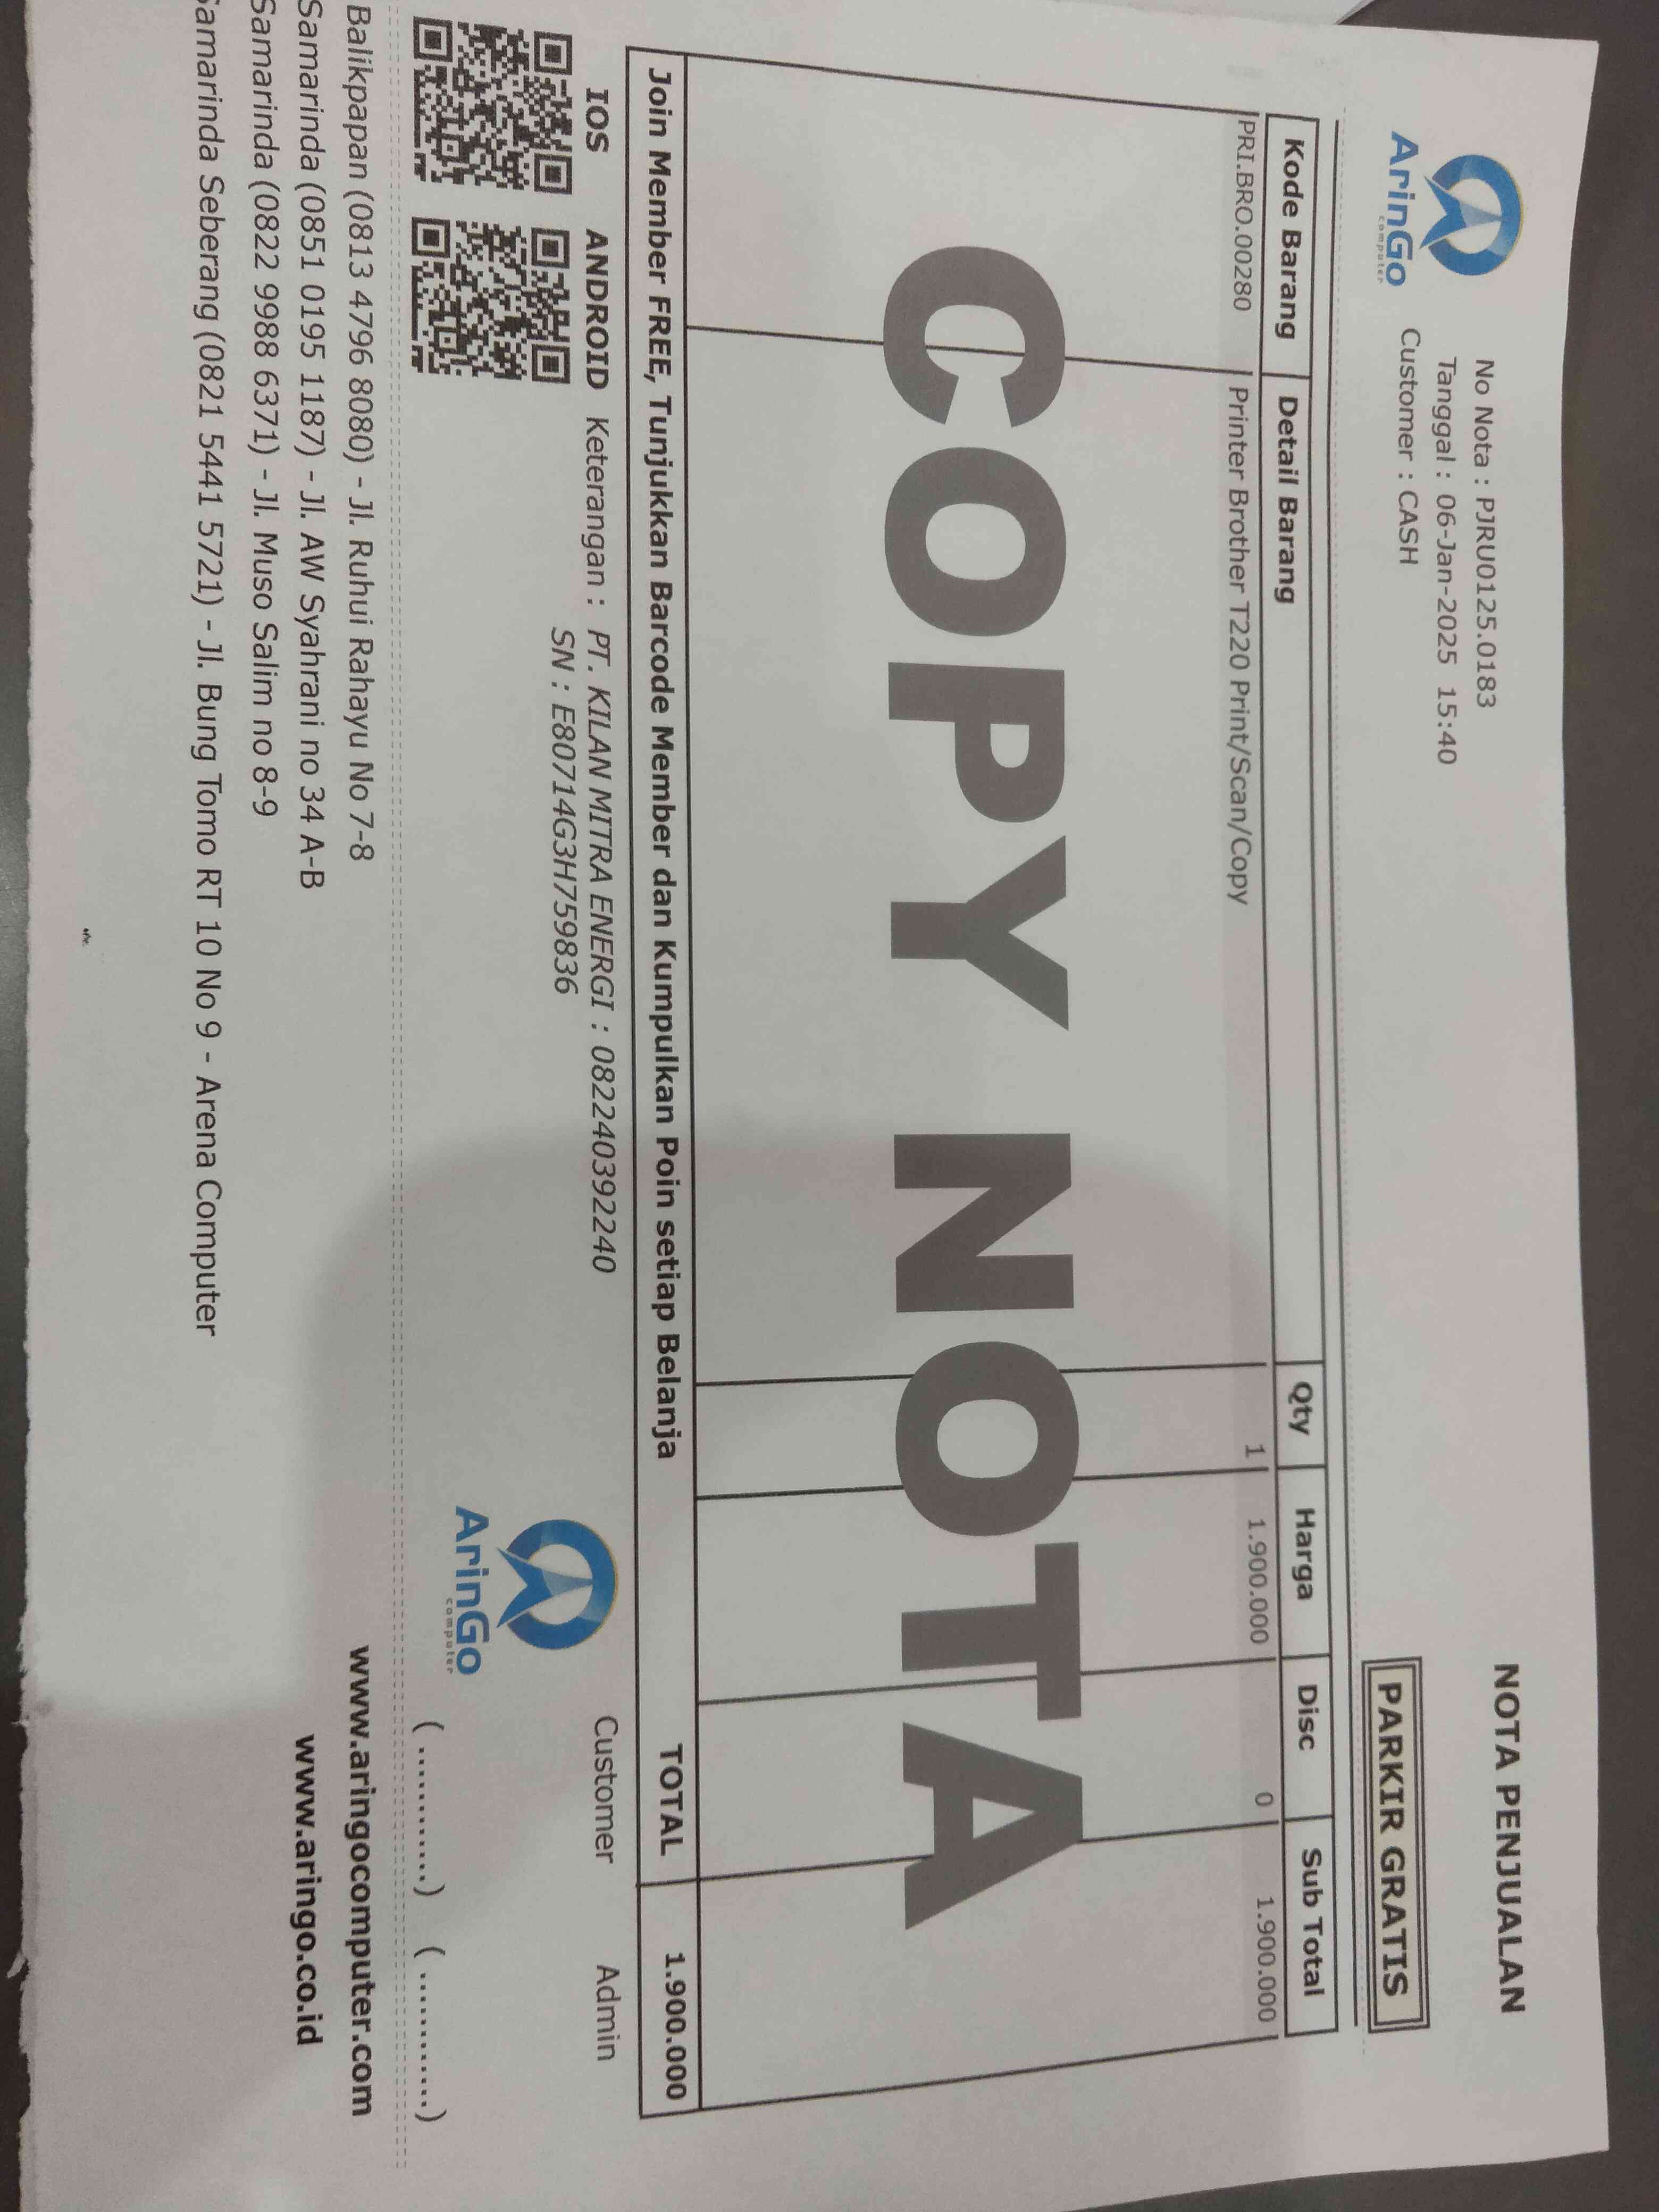 ArinGo
computer
No Nota : PJRU0125.0183
Tanggal : 06-Jan-2025 15:40
Customer : CASH
NOTA PENJUALAN
PARKIR GRATIS
Kode Barang Detail Barang Qty Harga Disc Sub Total
PRI.BRO.00280 Printer Brother T220 Print/Scan/Copy 1 1.900.000 0 1.900.000
COPY NOTA
Join Member FREE, Tunjukkan Barcode Member dan Kumpulkan Poin setiap Belanja TOTAL 1.900.000
IOS ANDROID Keterangan : PT. KILAN MITRA ENERGI : 082240392240
SN : E80714G3H759836
ArinGo
computer
Customer Admin
( ..........) ( ..........)
Balikpapan (0813 4796 8080) - Jl. Ruhui Rahayu No 7-8
Samarinda (0851 0195 1187) - Jl. AW Syahrani no 34 A-B
Samarinda (0822 9988 6371) - Jl. Muso Salim no 8-9
Samarinda Seberang (0821 5441 5721) - Jl. Bung Tomo RT 10 No 9 - Arena Computer
www.aringocomputer.com
www.aringo.co.id